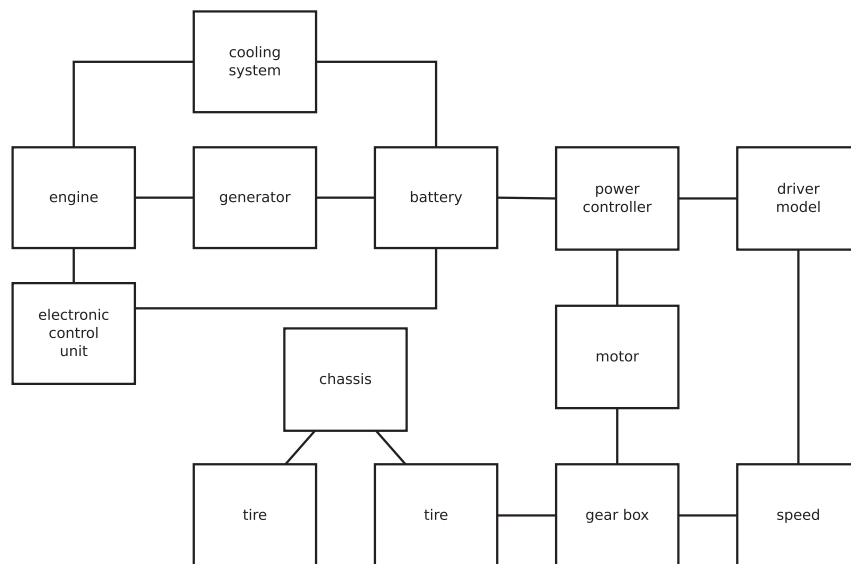 cooling
system
engine
generator
battery
power
controller
driver
model
electronic
control
unit
chassis
motor
tire
tire
gear box
speed